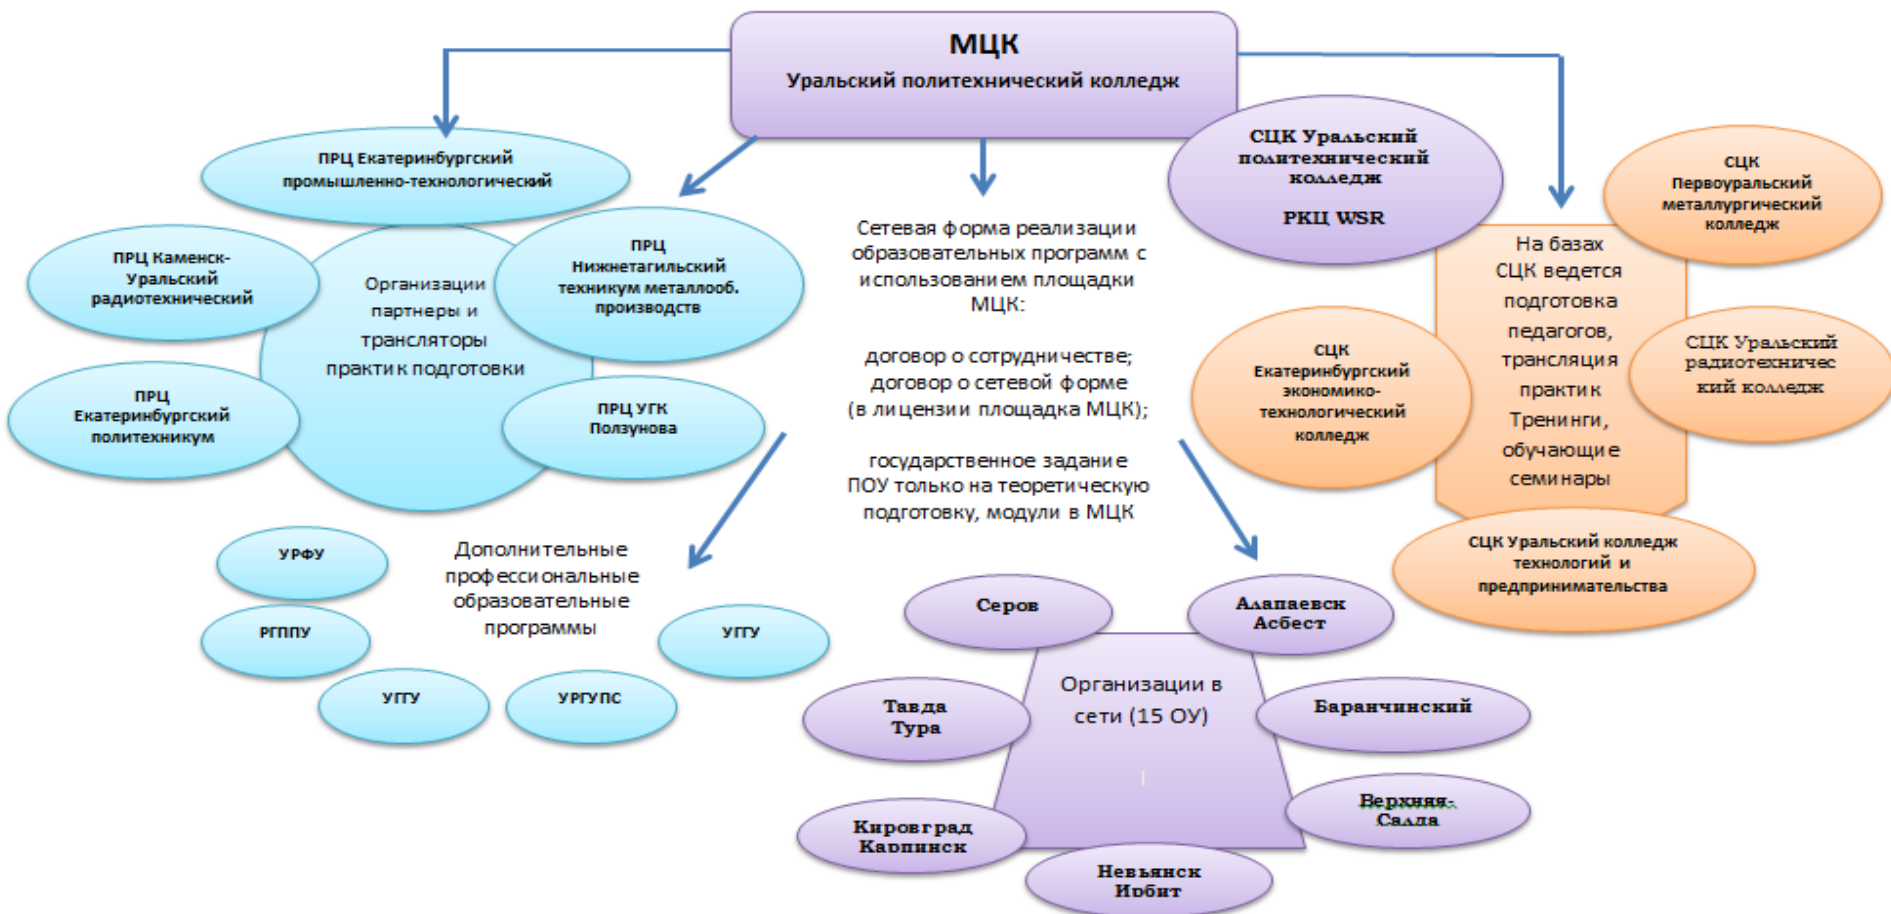 МЦК
Уральский политехнический колледж
ПРЦ Екатеринбургский
промышленно-технологический
ПРЦ Каменск-
Уральский
радиотехнический
ПРЦ
Нижнетагильский
техникум металлооб.
производств
Организации
партнеры и
трансляторы
практик подготовки
ПРЦ
Екатеринбургский
политехникум
ПРЦ УГК
Ползунова
Сетевая форма реализации
образовательных программ с
использованием площадки
МЦК:
договор о сотрудничестве;
договор о сетевой форме
(в лицензии площадка МЦК);
государственное задание
ПОУ только на теоретическую
подготовку, модули в МЦК
СЦК Уральский
политехнический
колледж
РКЦ WSR
СЦК
Первоуральский
металлургический
колледж
На базах
СЦК ведется
подготовка
педагогов,
трансляция
практик
Тренинги,
обучающие
семинары
СЦК
Екатеринбургский
экономико-
технологический
колледж
СЦК Уральский
радиотехничес
кий колледж
СЦК Уральский колледж
технологий и
предпринимательства
Дополнительные
профессиональные
образовательные
программы
УРФУ
РГППУ
УГГУ
УРГУПС
УГГУ
Серов
Алапаевск
Асбест
Организации в
сети (15 ОУ)
Тавда
Тура
Баранчинский
Кировград
Карпинск
Верхняя-
Салда
Невьянск
Ирбит